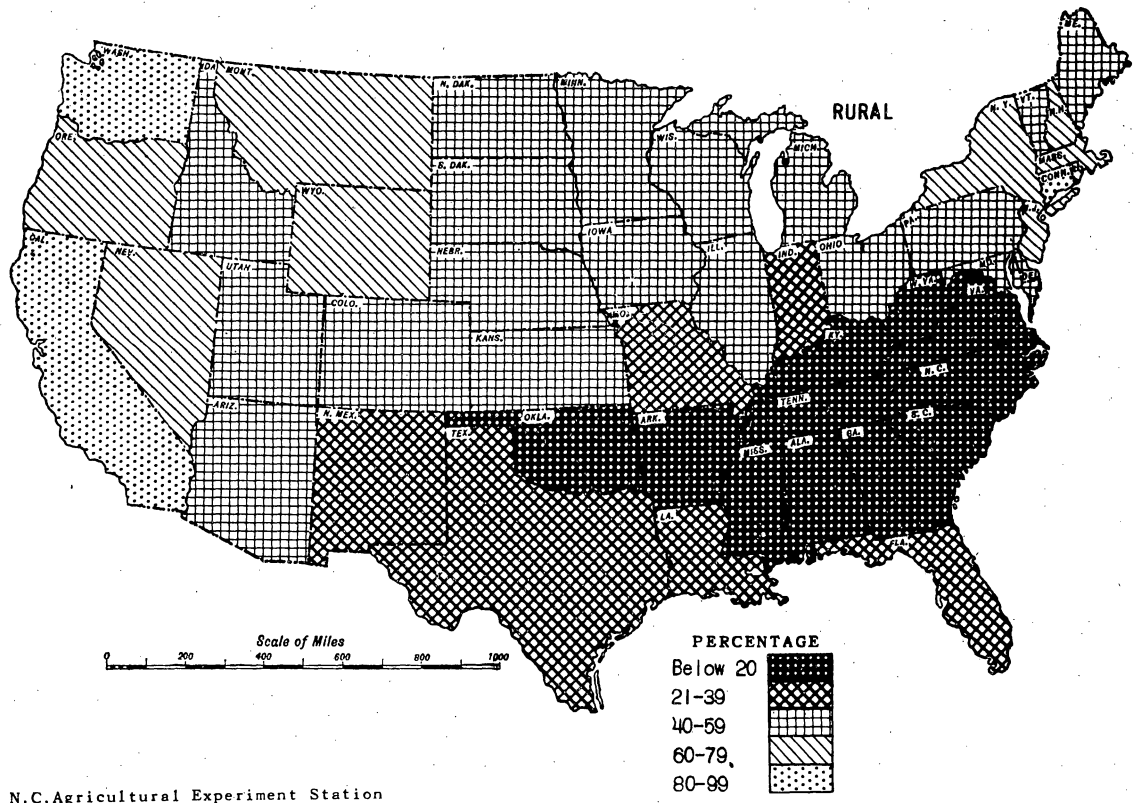 WASH.
IDA
MONT.
N. DAK.
MINN.
ME.
RURAL
N. Y.
VT.
N.H.
ORE.
WIS.
MICH.
MASS.
CONN.
S. DAK.
WYO.
IOWA
PA.
N.J.
CAL.
NEV.
UTAH
NEBR.
ILL.
IND.
OHIO
MD.
DEL.
COLO.
MO.
W.VA.
KANS.
KY.
ARIZ.
N. MEX.
OKLA.
ARK.
TENN.
N. C.
TEX.
MISS.
ALA.
GA.
S. C.
LA.
FLA.
Scale of Miles
0 200 400 600 800 1000
PERCENTAGE
Below 20
21-39
40-59
60-79
80-99
N.C.Agricultural Experiment Station